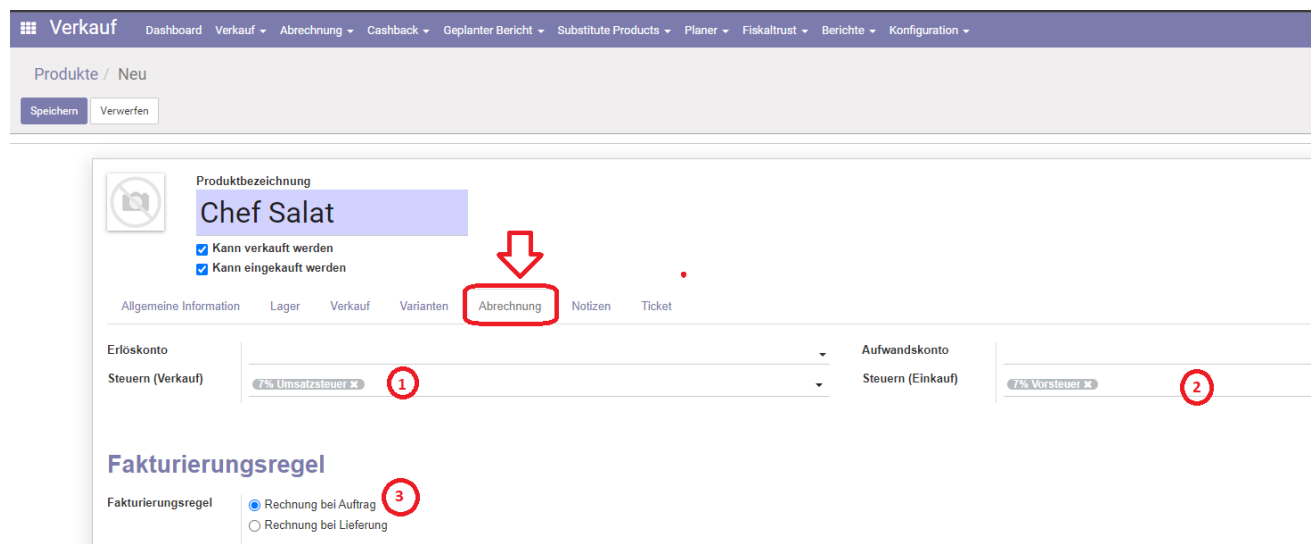 Verkauf Dashboard Verkauf Abrechnung Cashback Geplanter Bericht Substitute Products Planer Fiskaltrust Berichte Konfiguration
Produkte / Neu
Speichern Verwerfen
Produktbezeichnung
Chef Salat
Kann verkauft werden
Kann eingekauft werden
Allgemeine Information Lager Verkauf Varianten Abrechnung Notizen Ticket
Erlöskonto Aufwandskonto
Steuern (Verkauf) 7% Umsatzsteuer x 1 Steuern (Einkauf) 7% Vorsteuer x 2
Fakturierungsregel
Fakturierungsregel Rechnung bei Auftrag 3
Rechnung bei Lieferung